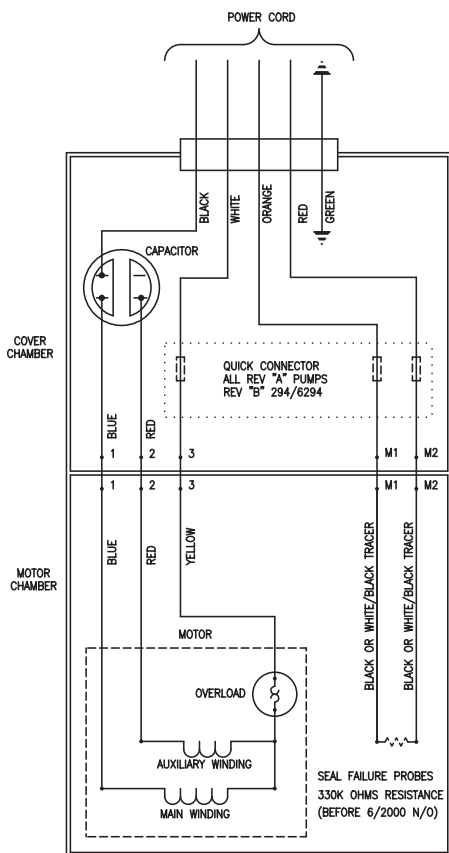 POWER CORD
BLACK
WHITE
ORANGE
RED
GREEN
CAPACITOR
COVER
CHAMBER
QUICK CONNECTOR
ALL REV "A" PUMPS
REV "B" 294/6294
BLUE
RED
1
2
3
M1
M2
1
2
3
M1
M2
MOTOR
CHAMBER
BLUE
RED
YELLOW
BLACK OR WHITE/BLACK TRACER
BLACK OR WHITE/BLACK TRACER
MOTOR
OVERLOAD
AUXILIARY WINDING
MAIN WINDING
SEAL FAILURE PROBES
330K OHMS RESISTANCE
(BEFORE 6/2000 N/O)